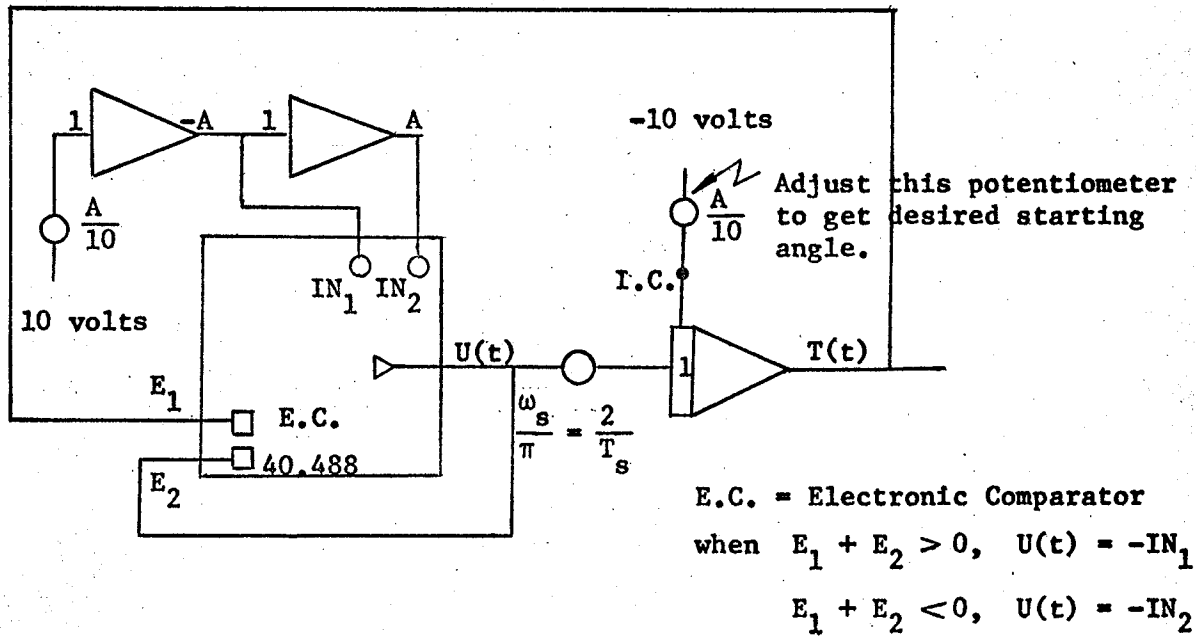 1
-A
1
A
-10 volts
Adjust this potentiometer
to get desired starting
angle.
A
10
A
10
I.C.
IN1 IN2
10 volts
U(t)
1
T(t)
E1
E.C.
ωs
π
=
2
Ts
40.488
E2
E.C. = Electronic Comparator
when E1 + E2 > 0, U(t) = -IN1
E1 + E2 < 0, U(t) = -IN2